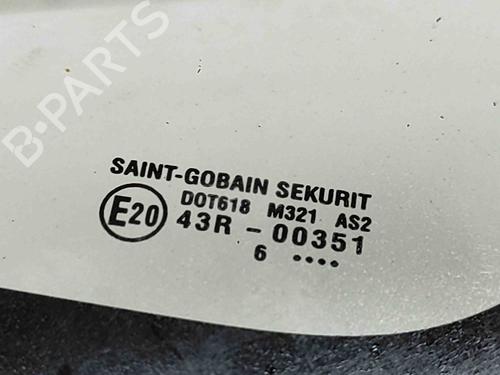 B-PARTS
SAINT-GOBAIN SEKURIT
E20
DOT618 M321 AS2
43R - 00351
6 ••••